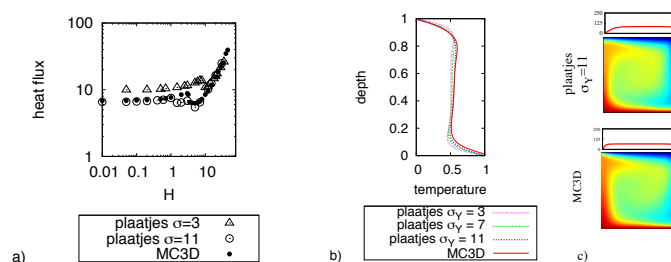 a)
heat flux
100
10
1
0.01 0.1 1 10 100
H
plaatjes σ=3
plaatjes σ=11
MC3D
b)
depth
1
0.8
0.6
0.4
0.2
0
0 0.5 1
temperature
plaatjes σY = 3
plaatjes σY = 7
plaatjes σY = 11
MC3D
c)
250
125
0
plaatjes
σY=11
250
125
0
MC3D